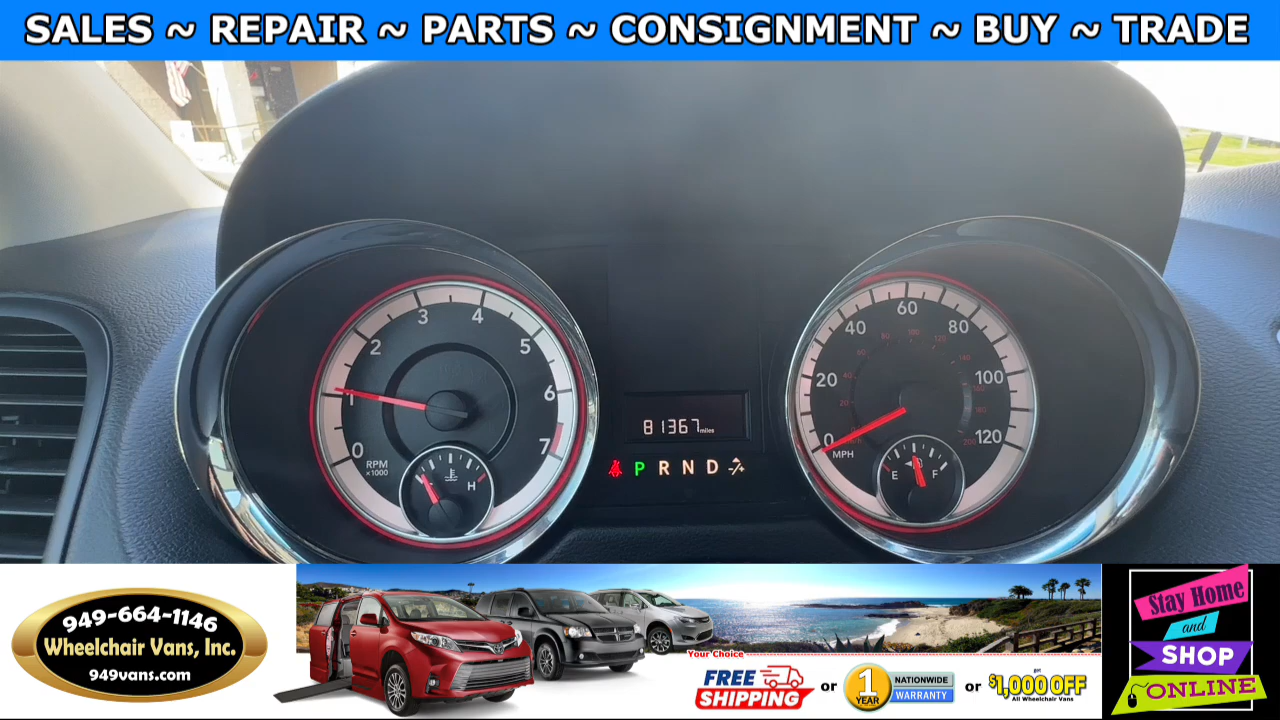 SALES ~ REPAIR ~ PARTS ~ CONSIGNMENT ~ BUY ~ TRADE
0 1 2 3 4 5 6 7
RPM
×1000
H
81367 miles
P R N D
0 20 40 60 80 100 120
MPH
E F
949-664-1146
Wheelchair Vans, Inc.
949vans.com
Your Choice
FREE
SHIPPING
or
1
YEAR
NATIONWIDE
WARRANTY
or
$1,000 OFF
All Wheelchair Vans
Stay Home
and
SHOP
ONLINE